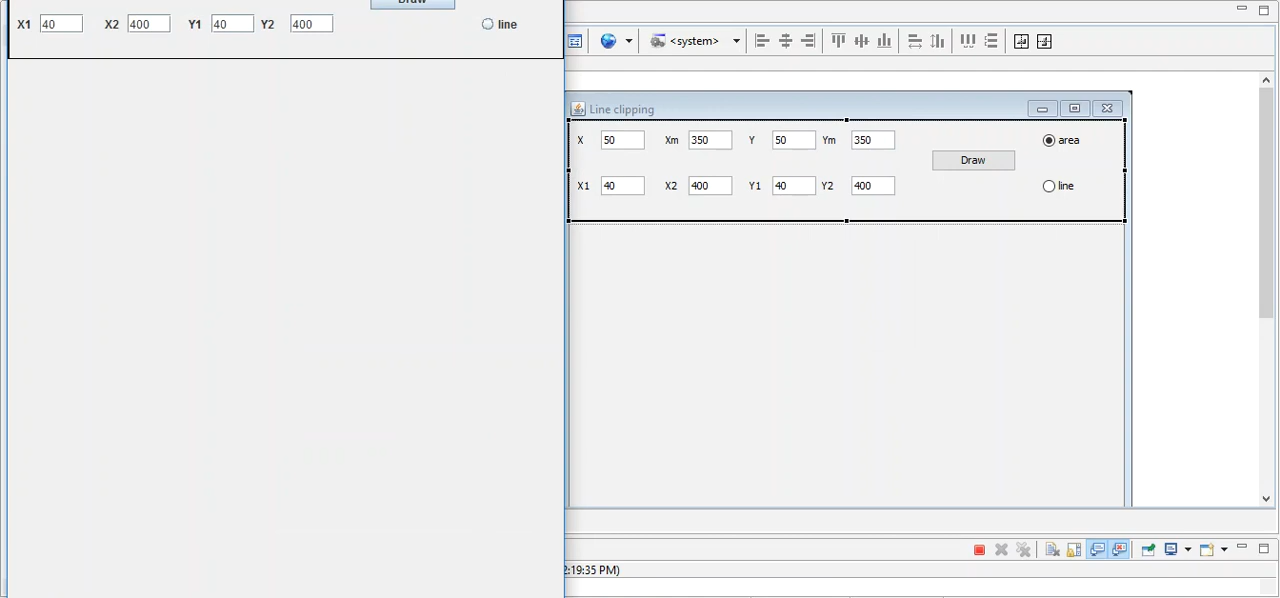 Draw
X1 40 X2 400 Y1 40 Y2 400 line
<system>
Line clipping
X 50 Xm 350 Y 50 Ym 350 area
Draw
X1 40 X2 400 Y1 40 Y2 400 line
2:19:35 PM)